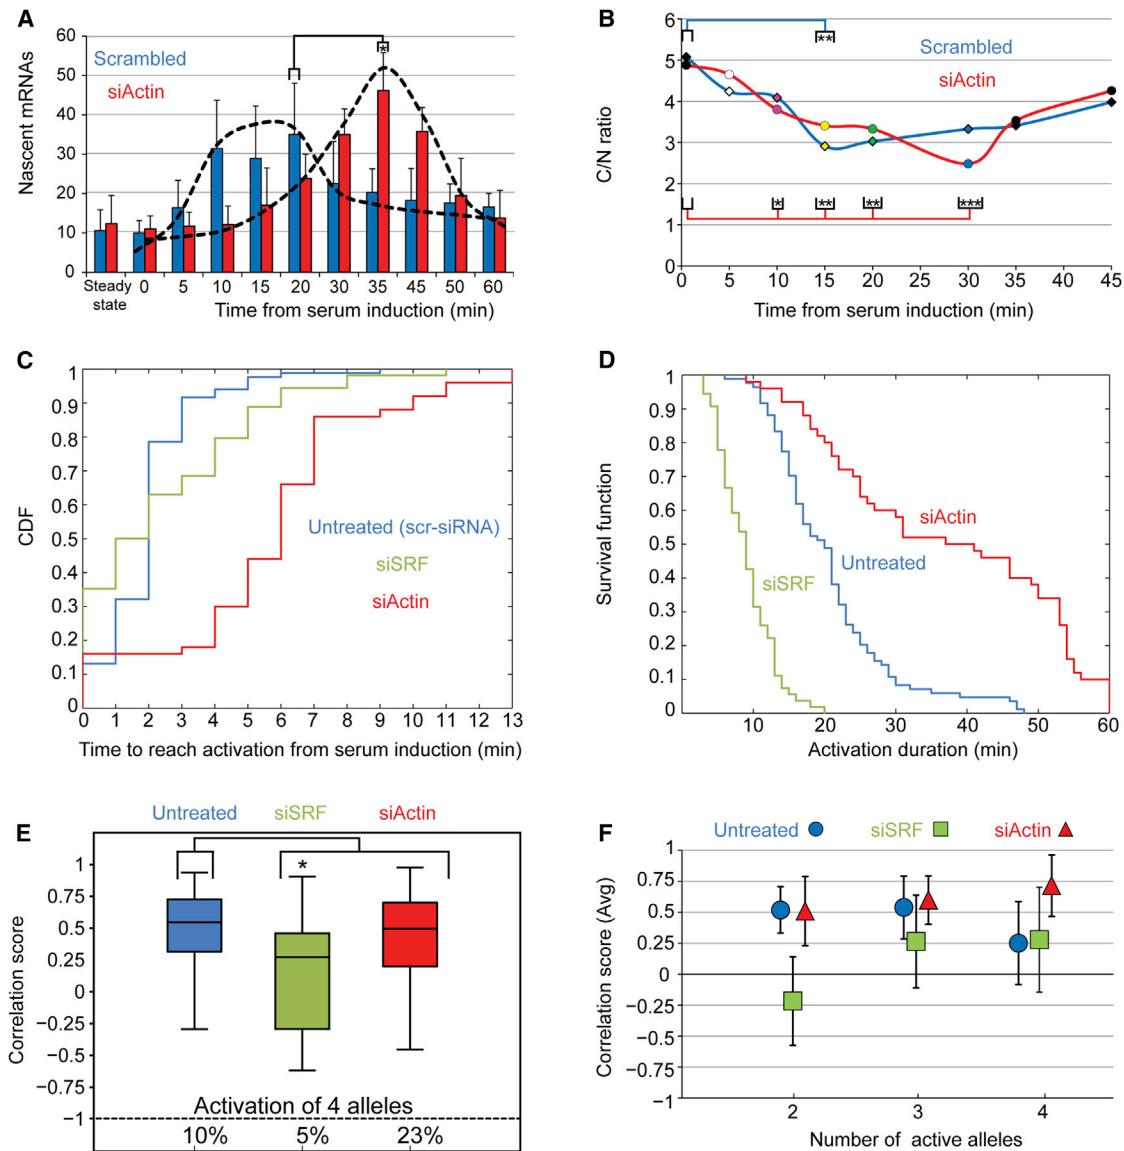 A
Nascent mRNAs
60
50
40
30
20
10
0
Scrambled
siActin
*
Steady state
0 5 10 15 20 30 35 45 50 60
Time from serum induction (min)
B
C/N ratio
6
5
4
3
2
1
0
**
Scrambled
siActin
* ** ** ***
0 5 10 15 20 25 30 35 40 45
Time from serum induction (min)
C
CDF
1
0.9
0.8
0.7
0.6
0.5
0.4
0.3
0.2
0.1
0
Untreated (scr-siRNA)
siSRF
siActin
0 1 2 3 4 5 6 7 8 9 10 11 12 13
Time to reach activation from serum induction (min)
D
Survival function
1
0.9
0.8
0.7
0.6
0.5
0.4
0.3
0.2
0.1
0
siActin
Untreated
siSRF
10 20 30 40 50 60
Activation duration (min)
E
Untreated siSRF siActin
Correlation score
1
0.75
0.5
0.25
0
−0.25
−0.5
−0.75
−1
*
Activation of 4 alleles
10% 5% 23%
F
Untreated siSRF siActin
Correlation score (Avg)
1
0.75
0.5
0.25
0
−0.25
−0.5
−0.75
−1
2 3 4
Number of active alleles